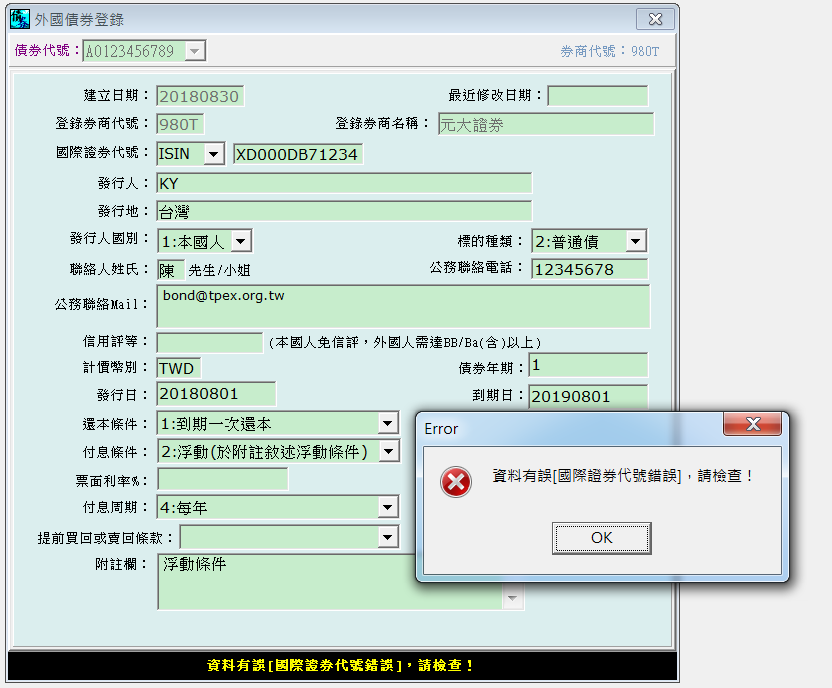 外國債券登錄
債券代號：A0123456789 券商代號：980T
建立日期：20180830 最近修改日期：
登錄券商代號：980T 登錄券商名稱：元大證券
國際證券代號：ISIN XD000DB71234
發行人：KY
發行地：台灣
發行人國別：1:本國人 標的種類：2:普通債
聯絡人姓氏：陳 先生/小姐 公務聯絡電話：12345678
公務聯絡Mail：bond@tpex.org.tw
信用評等： (本國人免信評，外國人需達BB/Ba(含)以上)
計價幣別：TWD 債券年期：1
發行日：20180801 到期日：20190801
還本條件：1:到期一次還本
付息條件：2:浮動(於附註敘述浮動條件)
票面利率%：
付息周期：4:每年
提前買回或賣回條款：
附註欄：浮動條件
Error
資料有誤[國際證券代號錯誤]，請檢查！
OK
資料有誤[國際證券代號錯誤]，請檢查！